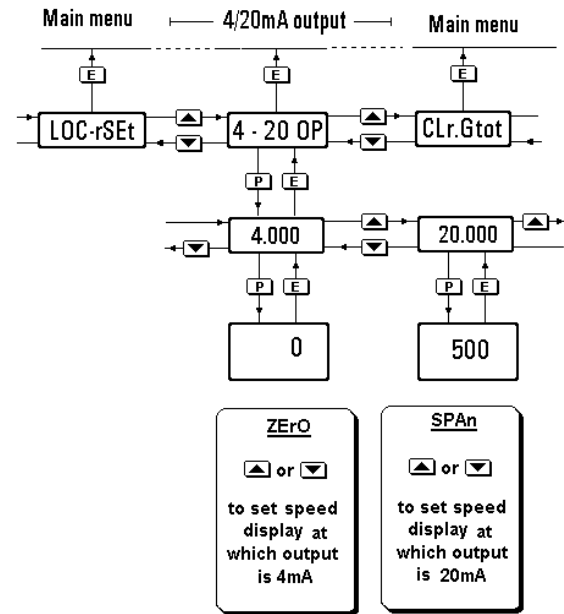 Main menu 4/20mA output Main menu
E E E
LOC-rSEt ▲ ▼ 4 - 20 OP ▲ ▼ CLr.Gtot
P E
▼ 4.000 ▲ ▼ 20.000 ▲
P E P E
0 500
ZErO
▲ or ▼
to set speed
display at
which output
is 4mA
SPAn
▲ or ▼
to set speed
display at
which output
is 20mA